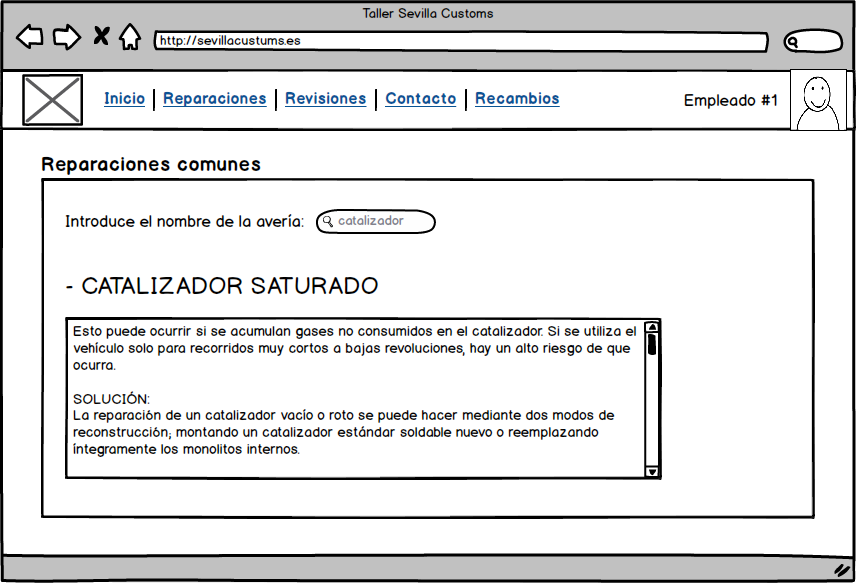 Taller Sevilla Customs
http://sevillacustums.es
Inicio | Reparaciones | Revisiones | Contacto | Recambios
Empleado #1
Reparaciones comunes
Introduce el nombre de la avería: catalizador
- CATALIZADOR SATURADO
Esto puede ocurrir si se acumulan gases no consumidos en el catalizador. Si se utiliza el
vehículo solo para recorridos muy cortos a bajas revoluciones, hay un alto riesgo de que
ocurra.
SOLUCIÓN:
La reparación de un catalizador vacío o roto se puede hacer mediante dos modos de
reconstrucción; montando un catalizador estándar soldable nuevo o reemplazando
íntegramente los monolitos internos.